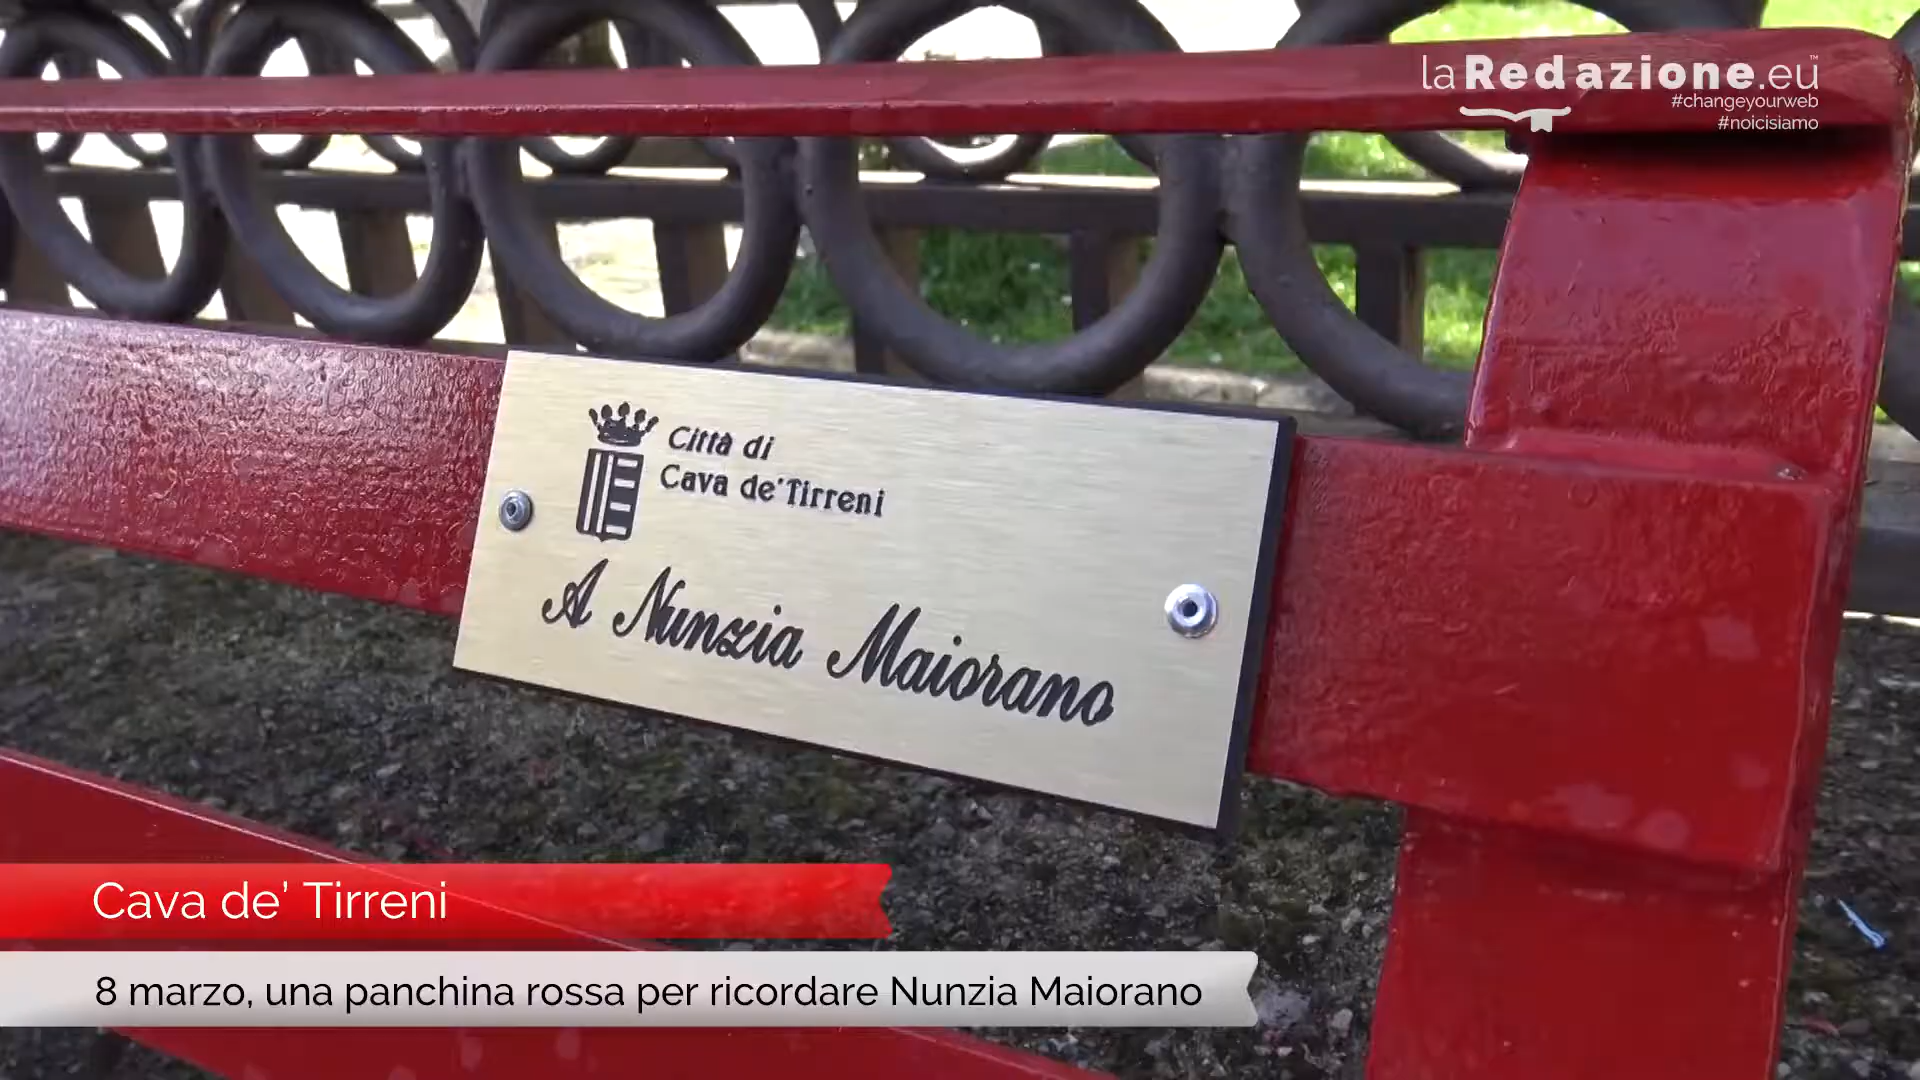 laRedazione.eu™
#changeyourweb
#noicisiamo
Città di
Cava de'Tirreni
A Nunzia Maiorano
Cava de’ Tirreni
8 marzo, una panchina rossa per ricordare Nunzia Maiorano